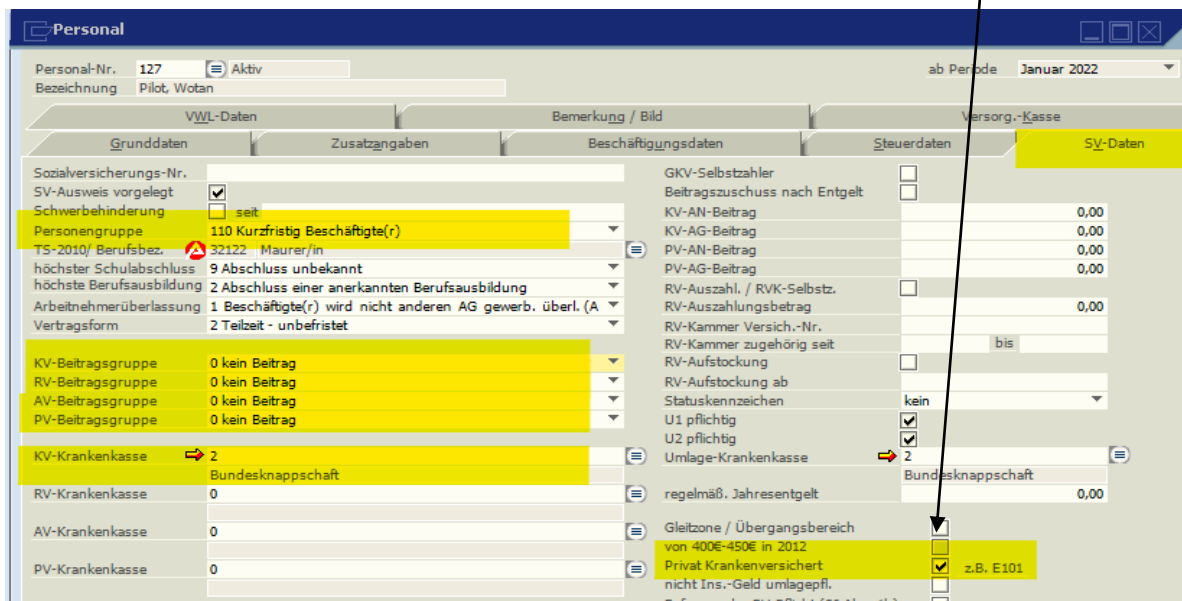 Personal
Personal-Nr. 127 Aktiv ab Periode Januar 2022
Bezeichnung Pilot, Wotan
VWL-Daten Bemerkung / Bild Versorg.-Kasse
Grunddaten Zusatzangaben Beschäftigungsdaten Steuerdaten SV-Daten
Sozialversicherungs-Nr.
SV-Ausweis vorgelegt
Schwerbehinderung seit
Personengruppe 110 Kurzfristig Beschäftigte(r)
TS-2010/ Berufsbez. 32122 Maurer/in
höchster Schulabschluss 9 Abschluss unbekannt
höchste Berufsausbildung 2 Abschluss einer anerkannten Berufsausbildung
Arbeitnehmerüberlassung 1 Beschäftigte(r) wird nicht anderen AG gewerb. überl. (A
Vertragsform 2 Teilzeit - unbefristet
KV-Beitragsgruppe 0 kein Beitrag
RV-Beitragsgruppe 0 kein Beitrag
AV-Beitragsgruppe 0 kein Beitrag
PV-Beitragsgruppe 0 kein Beitrag
KV-Krankenkasse 2
Bundesknappschaft
RV-Krankenkasse 0
AV-Krankenkasse 0
PV-Krankenkasse 0
GKV-Selbstzahler
Beitragszuschuss nach Entgelt
KV-AN-Beitrag 0,00
KV-AG-Beitrag 0,00
PV-AN-Beitrag 0,00
PV-AG-Beitrag 0,00
RV-Auszahl. / RVK-Selbstz.
RV-Auszahlungsbetrag 0,00
RV-Kammer Versich.-Nr.
RV-Kammer zugehörig seit bis
RV-Aufstockung
RV-Aufstockung ab
Statuskennzeichen kein
U1 pflichtig
U2 pflichtig
Umlage-Krankenkasse 2
Bundesknappschaft
regelmäß. Jahresentgelt 0,00
Gleitzone / Übergangsbereich
von 400€-450€ in 2012
Privat Krankenversichert z.B. E101
nicht Ins.-Geld umlagepfl.